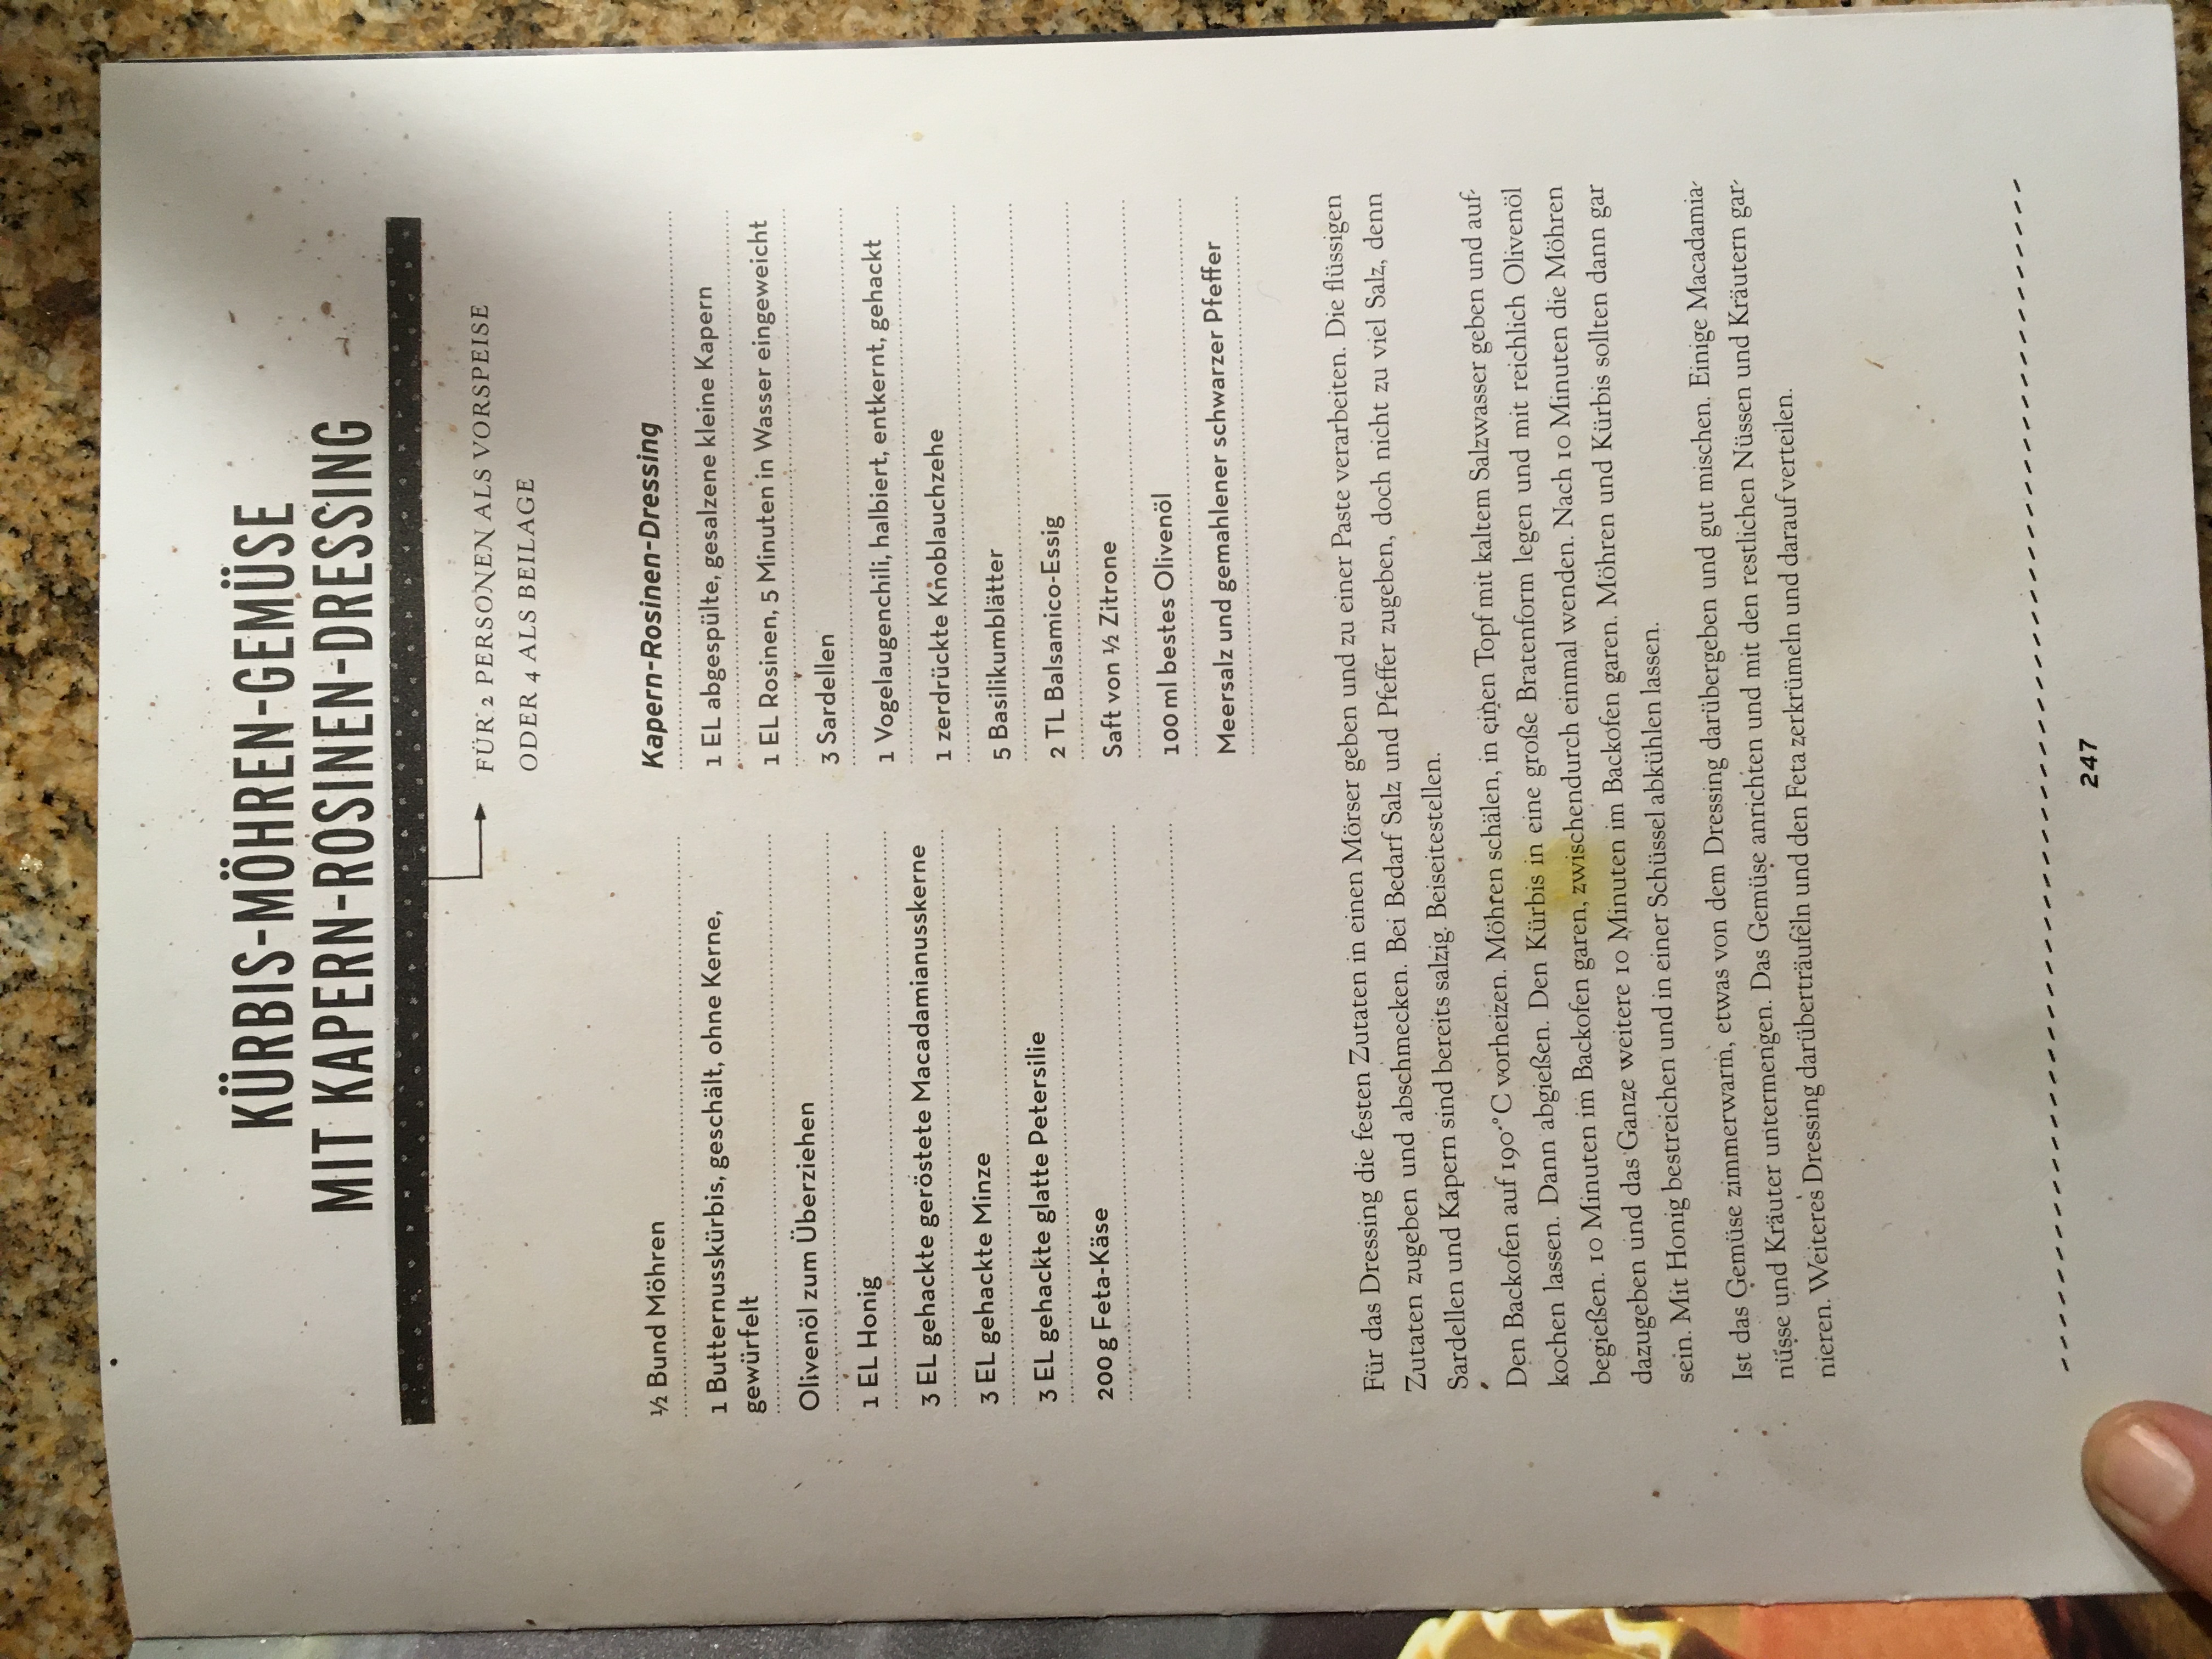 KÜRBIS-MÖHREN-GEMÜSE
MIT KAPERN-ROSINEN-DRESSING
FÜR 2 PERSONEN ALS VORSPEISE
ODER 4 ALS BEILAGE
½ Bund Möhren
1 Butternusskürbis, geschält, ohne Kerne,
gewürfelt
Olivenöl zum Überziehen
1 EL Honig
3 EL gehackte geröstete Macadamianusskerne
3 EL gehackte Minze
3 EL gehackte glatte Petersilie
200 g Feta-Käse
Kapern-Rosinen-Dressing
1 EL abgespülte, gesalzene kleine Kapern
1 EL Rosinen, 5 Minuten in Wasser eingeweicht
3 Sardellen
1 Vogelaugenchili, halbiert, entkernt, gehackt
1 zerdrückte Knoblauchzehe
5 Basilikumblätter
2 TL Balsamico-Essig
Saft von ½ Zitrone
100 ml bestes Olivenöl
Meersalz und gemahlener schwarzer Pfeffer
Für das Dressing die festen Zutaten in einen Mörser geben und zu einer Paste verarbeiten. Die flüssigen
Zutaten zugeben und abschmecken. Bei Bedarf Salz und Pfeffer zugeben, doch nicht zu viel Salz, denn
Sardellen und Kapern sind bereits salzig. Beiseitestellen.
Den Backofen auf 190 °C vorheizen. Möhren schälen, in einen Topf mit kaltem Salzwasser geben und auf-
kochen lassen. Dann abgießen. Den Kürbis in eine große Bratenform legen und mit reichlich Olivenöl
begießen. 10 Minuten im Backofen garen, zwischendurch einmal wenden. Nach 10 Minuten die Möhren
dazugeben und das Ganze weitere 10 Minuten im Backofen garen. Möhren und Kürbis sollten dann gar
sein. Mit Honig bestreichen und in einer Schüssel abkühlen lassen.
Ist das Gemüse zimmerwarm, etwas von dem Dressing darübergeben und gut mischen. Einige Macadamia-
nüsse und Kräuter untermengen. Das Gemüse anrichten und mit den restlichen Nüssen und Kräutern gar-
nieren. Weiteres Dressing darüberträufeln und den Feta zerkrümeln und darauf verteilen.
247